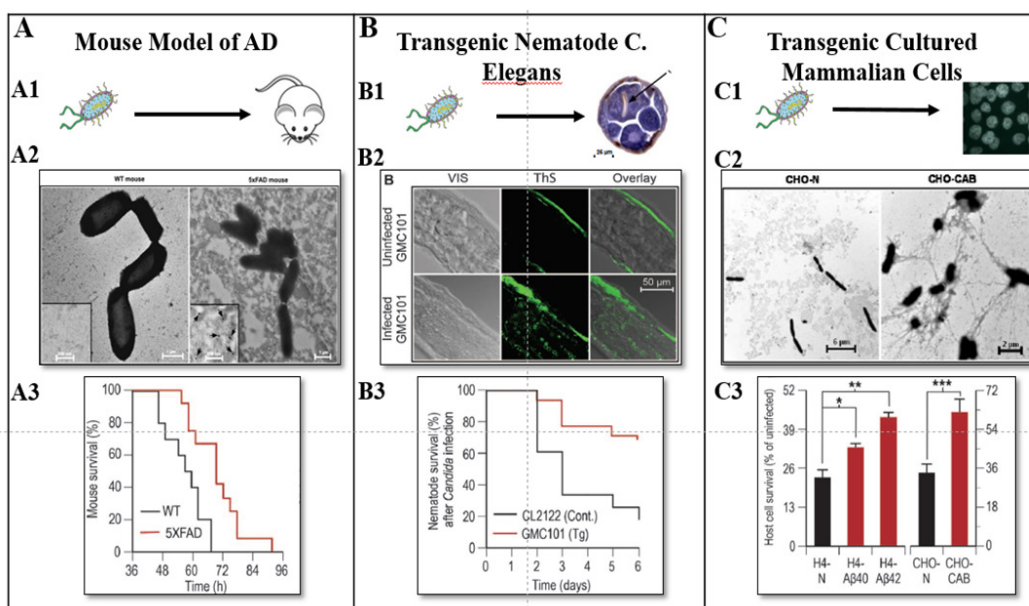 A
Mouse Model of AD
A1
A2
WT mouse
5xFAD mouse
A3
Mouse survival (%)
100
80
60
40
20
0
WT
5XFAD
36 48 60 72 84 96
Time (h)
B
Transgenic Nematode C.
Elegans
B1
B2
B
VIS ThS Overlay
Uninfected
GMC101
Infected
GMC101
50 µm
B3
Nematode survival (%)
after Candida infection
100
80
60
40
20
0
CL2122 (Cont.)
GMC101 (Tg)
0 1 2 3 4 5 6
Time (days)
C
Transgenic Cultured
Mammalian Cells
C1
C2
CHO-N
CHO-CAB
6 µm
2 µm
C3
Host cell survival (% of uninfected)
52
39
26
13
0
* ** ***
72
54
36
18
0
H4-
N
H4-
Aβ40
H4-
Aβ42
CHO-
N
CHO-
CAB